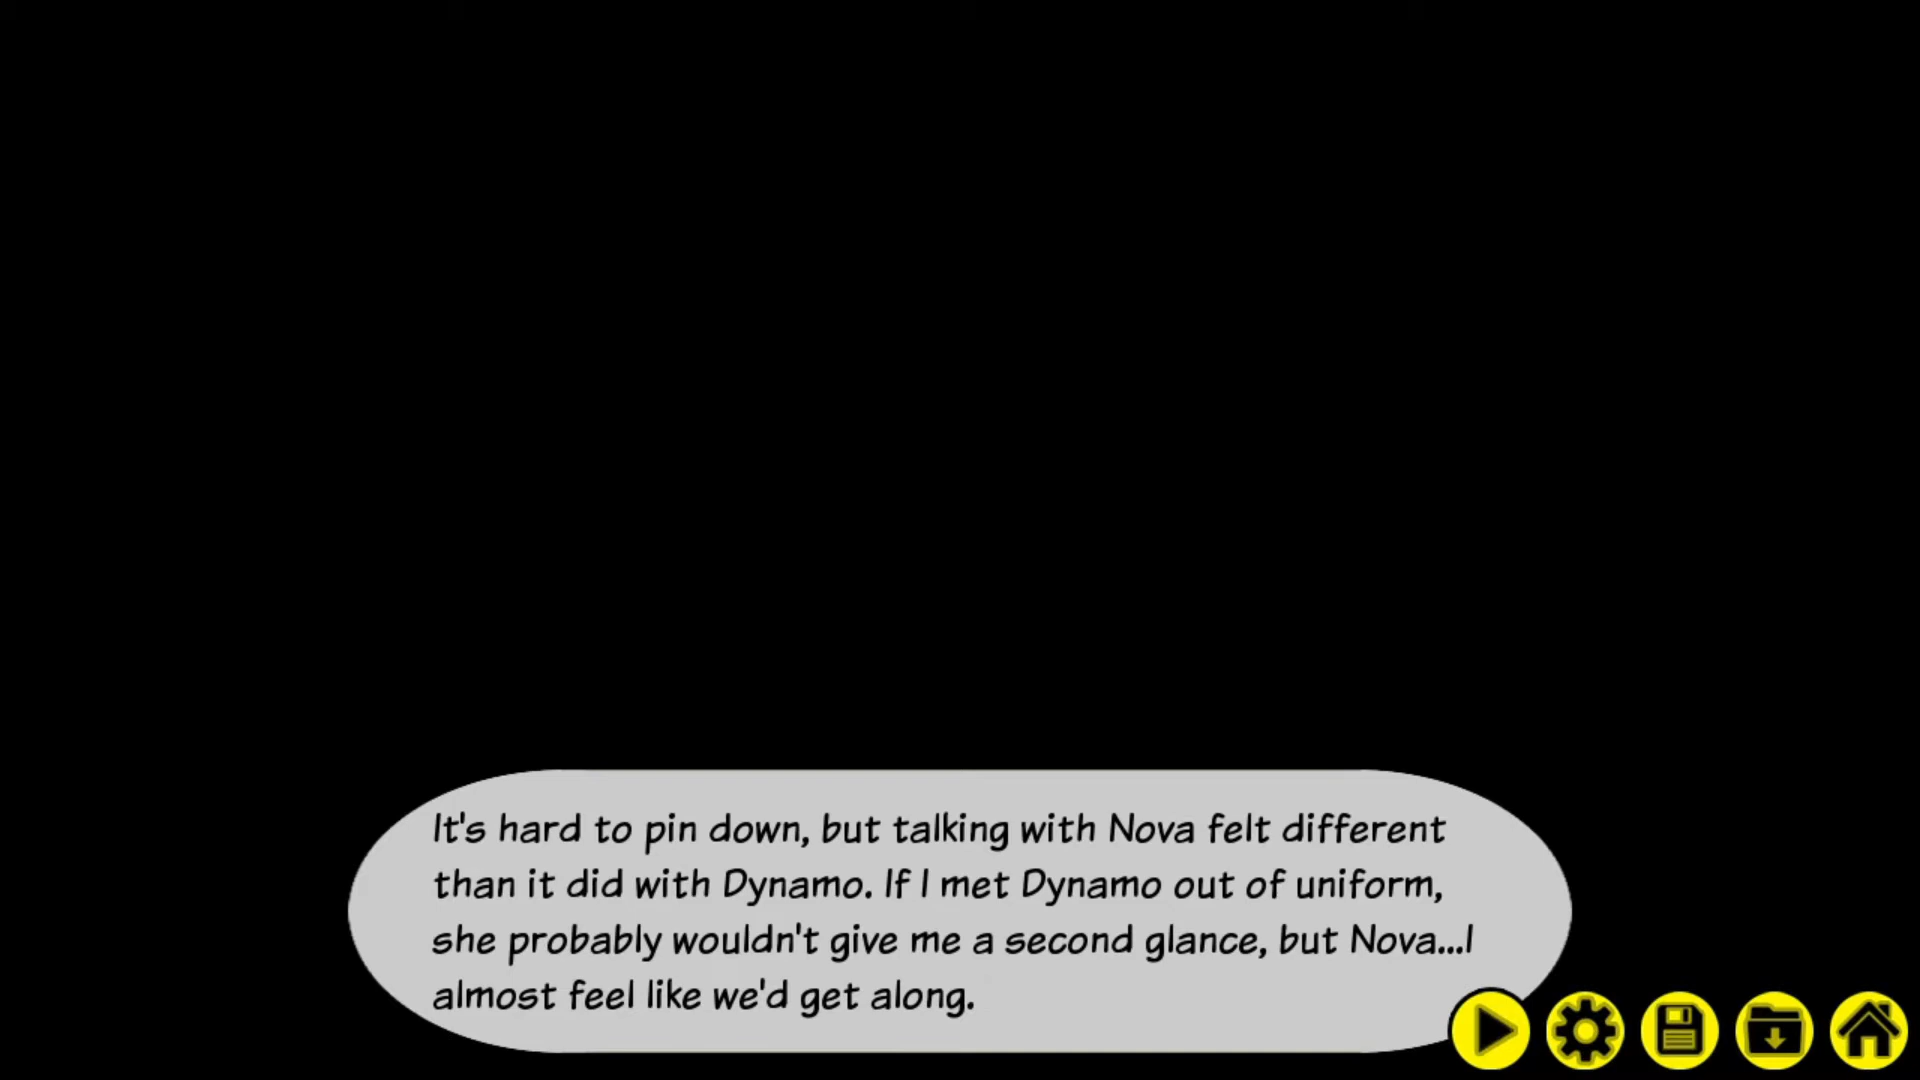 It's hard to pin down, but talking with Nova felt different
than it did with Dynamo. If I met Dynamo out of uniform,
she probably wouldn't give me a second glance, but Nova...I
almost feel like we'd get along.